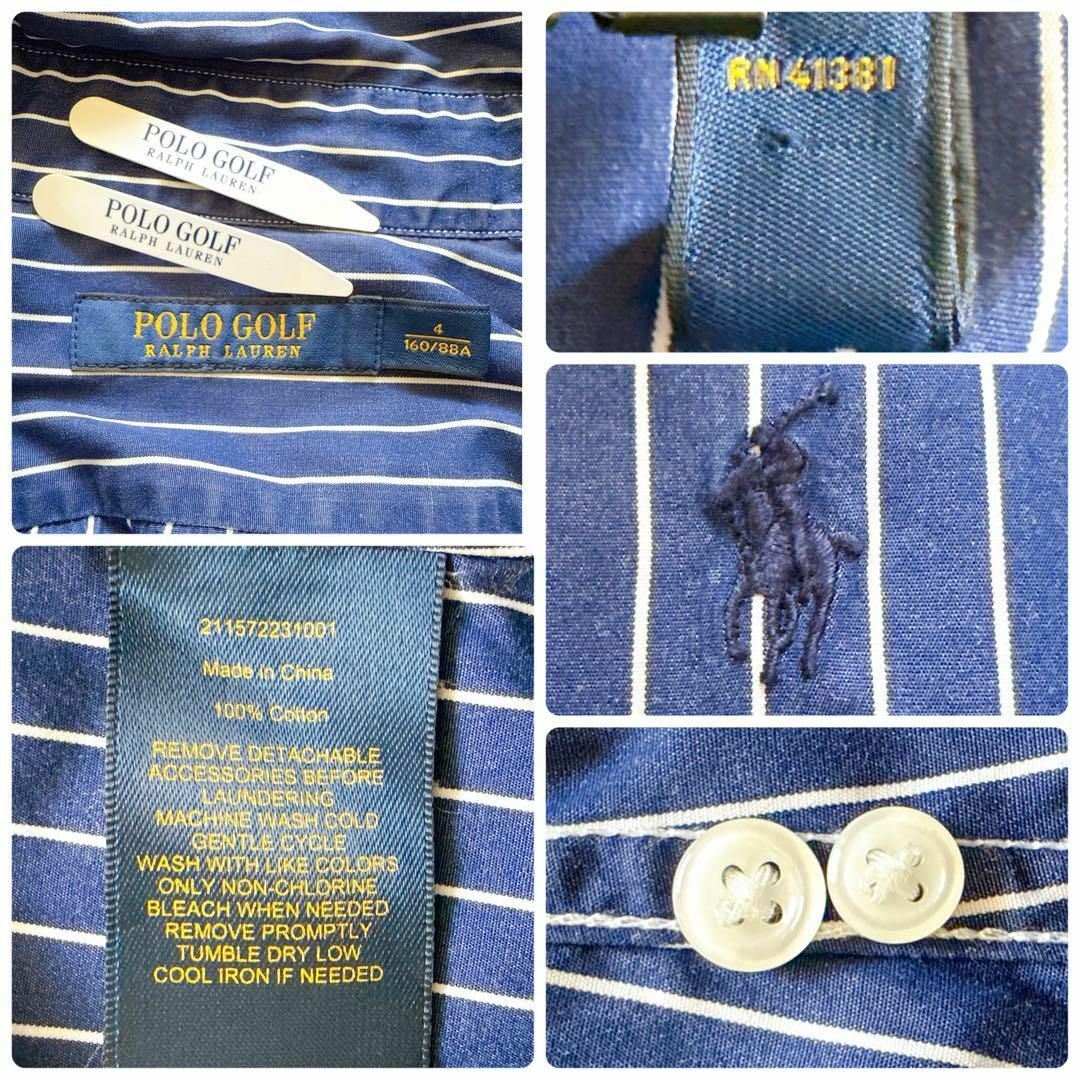 POLO GOLF
RALPH LAUREN
POLO GOLF
RALPH LAUREN
POLO GOLF
RALPH LAUREN
4
160/88A
RN 41381
211572231001
Made in China
100% Cotton
REMOVE DETACHABLE
ACCESSORIES BEFORE
LAUNDERING
MACHINE WASH COLD
GENTLE CYCLE
WASH WITH LIKE COLORS
ONLY NON-CHLORINE
BLEACH WHEN NEEDED
REMOVE PROMPTLY
TUMBLE DRY LOW
COOL IRON IF NEEDED